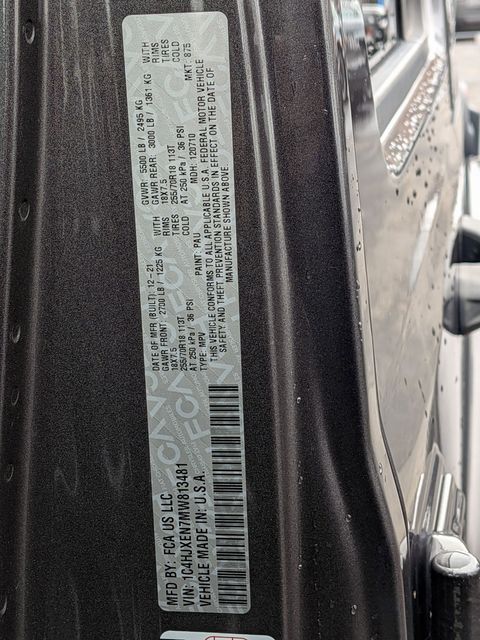 MFD BY: FCA US LLC
VIN: 1C4HJXEN7MW813481
VEHICLE MADE IN: U.S.A.
DATE OF MFR (BUILT): 12-21 GVWR: 5500 LB / 2495 KG
GAWR FRONT: 2700 LB / 1225 KG WITH GAWR REAR: 3000 LB / 1361 KG WITH
18X7.5 RIMS 18X7.5 RIMS
255/70R18 113T TIRES 255/70R18 113T TIRES
AT 250 kPa / 36 PSI COLD AT 250 kPa / 36 PSI COLD
TYPE: MPV PAINT: PAU MDH: 120710 MKT: 875
THIS VEHICLE CONFORMS TO ALL APPLICABLE U.S.A. FEDERAL MOTOR VEHICLE
SAFETY AND THEFT PREVENTION STANDARDS IN EFFECT ON THE DATE OF
MANUFACTURE SHOWN ABOVE